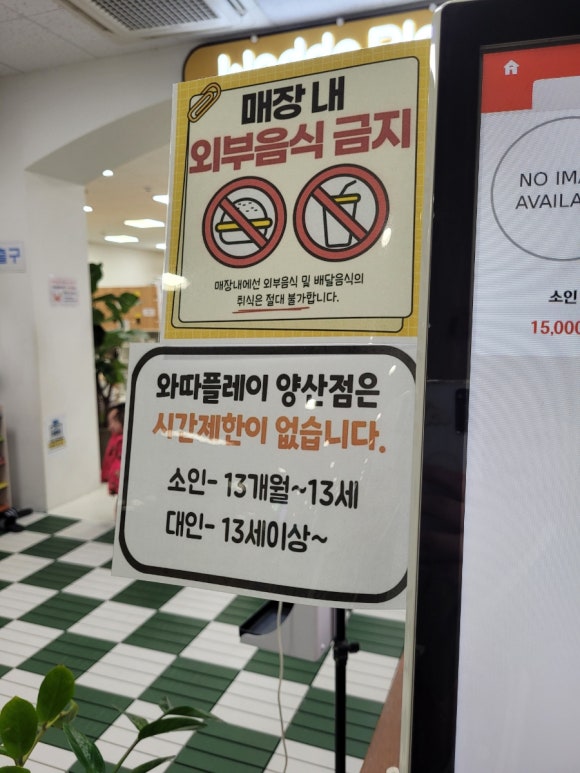 매장 내
외부음식 금지
매장내에선 외부음식 및 배달음식의
취식은 절대 불가합니다.
와따플레이 양산점은
시간제한이 없습니다.
소인- 13개월~13세
대인- 13세이상~
NO IM
AVAILA
소인
15,000